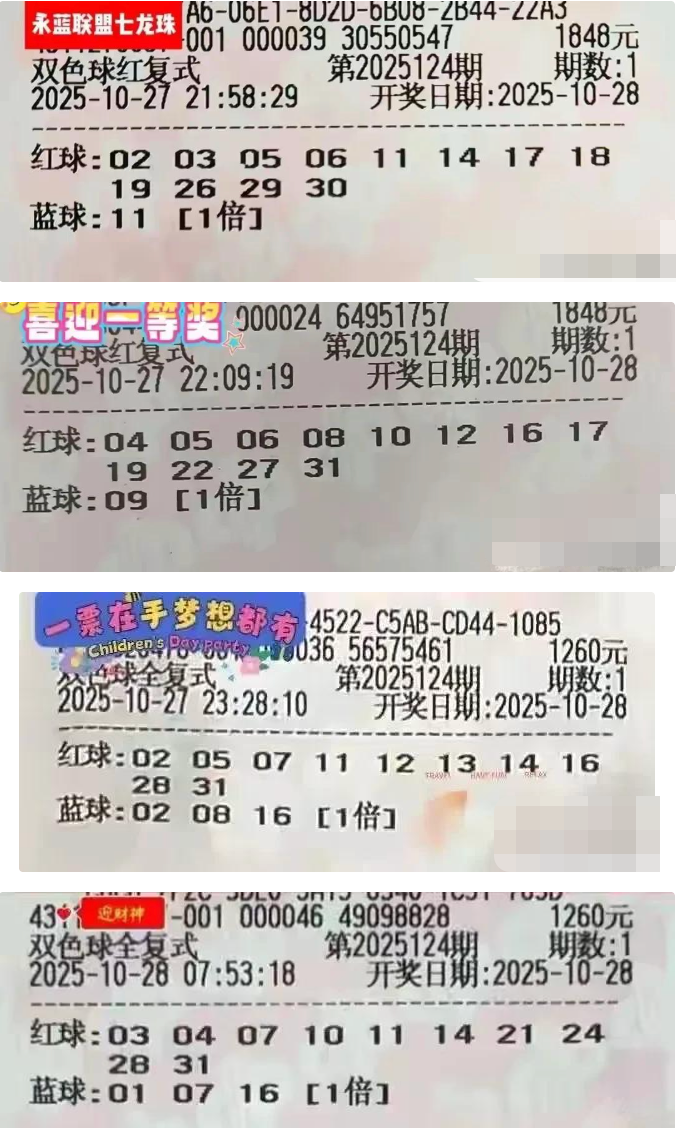 永蓝联盟七龙珠
A6-06E1-8D2D-6B08-2B44-22A3
-001 000039 30550547 1848元
双色球红复式 第2025124期 期数:1
2025-10-27 21:58:29 开奖日期:2025-10-28
红球:02 03 05 06 11 14 17 18
19 26 29 30
蓝球:11 [1倍]
喜迎一等奖
000024 64951757 1848元
双色球红复式 第2025124期 期数:1
2025-10-27 22:09:19 开奖日期:2025-10-28
红球:04 05 06 08 10 12 16 17
19 22 27 31
蓝球:09 [1倍]
一票在手梦想都有
Children's Day party
4522-C5AB-CD44-1085
036 56575461 1260元
双色球全复式 第2025124期 期数:1
2025-10-27 23:28:10 开奖日期:2025-10-28
红球:02 05 07 11 12 13 14 16
TRAVEL HAVE FUN RELAX
28 31
蓝球:02 08 16 [1倍]
迎财神
-001 000046 49098828 1260元
双色球全复式 第2025124期 期数:1
2025-10-28 07:53:18 开奖日期:2025-10-28
红球:03 04 07 10 11 14 21 24
28 31
蓝球:01 07 16 [1倍]